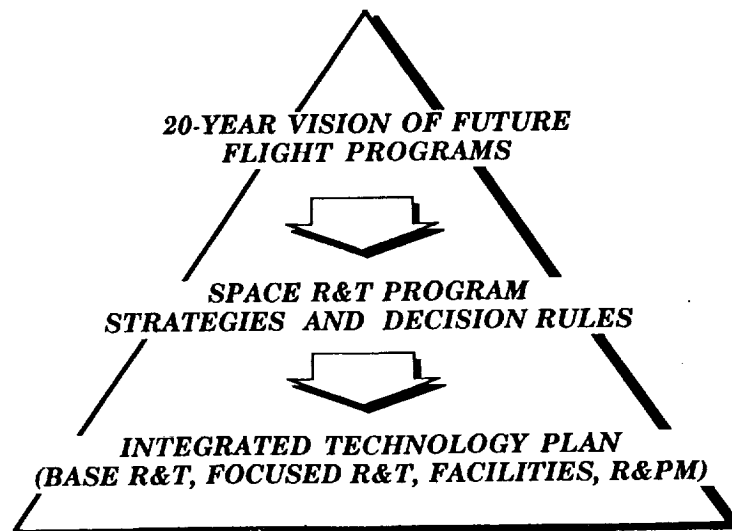 20-YEAR VISION OF FUTURE
FLIGHT PROGRAMS
SPACE R&T PROGRAM
STRATEGIES AND DECISION RULES
INTEGRATED TECHNOLOGY PLAN
(BASE R&T, FOCUSED R&T, FACILITIES, R&PM)